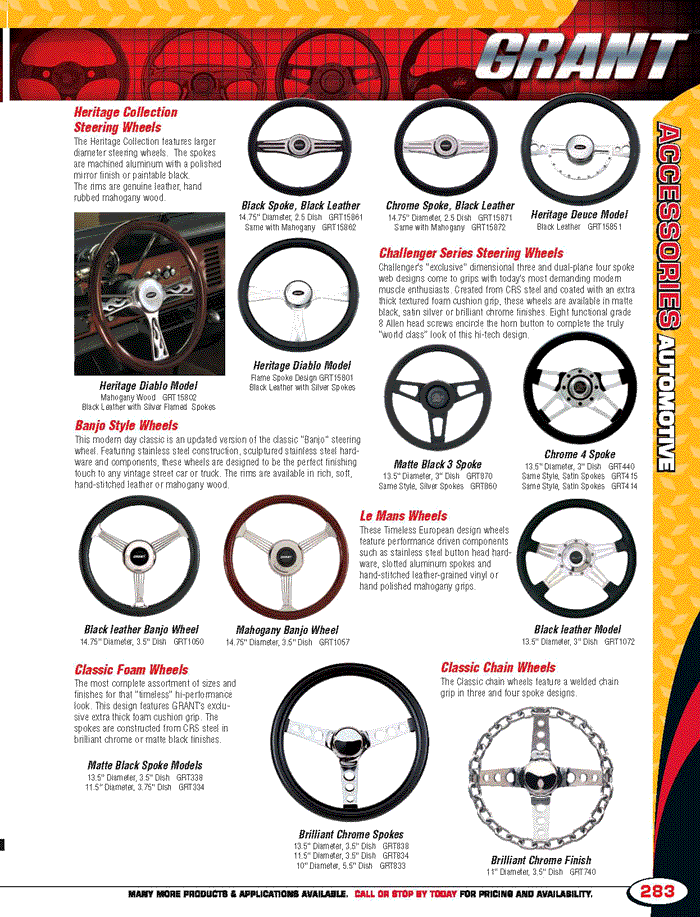 GRANT
ACCESSORIES AUTOMOTIVE
Heritage Collection
Steering Wheels
The Heritage Collection features larger
diameter steering wheels. The spokes
are machined aluminum with a polished
mirror finish or paintable black.
The rims are genuine leather, hand
rubbed mahogany wood.
Black Spoke, Black Leather
14.75" Diameter, 2.5 Dish GRT15861
Same with Mahogany GRT15862
Chrome Spoke, Black Leather
14.75" Diameter, 2.5 Dish GRT15871
Same with Mahogany GRT15872
Heritage Deuce Model
Black Leather GRT15851
Heritage Diablo Model
Mahogany Wood GRT15802
Black Leather with Silver Flamed Spokes
Heritage Diablo Model
Flame Spoke Design GRT15801
Black Leather with Silver Spokes
Challenger Series Steering Wheels
Challenger's "exclusive" dimensional three and dual-plane four spoke
web designs come to grips with today's most demanding modern
muscle enthusiasts. Created from CRS steel and coated with an extra
thick textured foam cushion grip, these wheels are available in matte
black, satin silver or brilliant chrome finishes. Eight functional grade
8 Allen head screws encircle the horn button to complete the truly
"world class" look of this hi-tech design.
Matte Black 3 Spoke
13.5" Diameter, 3" Dish GRT870
Same Style, Silver Spokes GRT860
Chrome 4 Spoke
13.5" Diameter, 3" Dish GRT440
Same Style, Satin Spokes GRT415
Same Style, Satin Spokes GRT414
Banjo Style Wheels
This modern day classic is an updated version of the classic "Banjo" steering
wheel. Featuring stainless steel construction, sculptured stainless steel hard-
ware and components, these wheels are designed to be the perfect finishing
touch to any vintage street car or truck. The rims are available in rich, soft,
hand-stitched leather or mahogany wood.
Black leather Banjo Wheel
14.75" Diameter, 3.5" Dish GRT1050
Mahogany Banjo Wheel
14.75" Diameter, 3.5" Dish GRT1057
Le Mans Wheels
These Timeless European design wheels
feature performance driven components
such as stainless steel button head hard-
ware, slotted aluminum spokes and
hand-stitched leather-grained vinyl or
hand polished mahogany grips.
Black leather Model
13.5" Diameter, 3" Dish GRT1072
Classic Foam Wheels
The most complete assortment of sizes and
finishes for that "timeless" hi-performance
look. This design features GRANT's exclu-
sive extra thick foam cushion grip. The
spokes are constructed from CRS steel in
brilliant chrome or matte black finishes.
Matte Black Spoke Models
13.5" Diameter, 3.5" Dish GRT338
11.5" Diameter, 3.75" Dish GRT334
Brilliant Chrome Spokes
13.5" Diameter, 3.5" Dish GRT838
11.5" Diameter, 3.5" Dish GRT834
10" Diameter, 5.5" Dish GRT833
Classic Chain Wheels
The Classic chain wheels feature a welded chain
grip in three and four spoke designs.
Brilliant Chrome Finish
11" Diameter, 3.5" Dish GRT740
MANY MORE PRODUCTS & APPLICATIONS AVAILABLE. CALL OR STOP BY TODAY FOR PRICING AND AVAILABILITY.
283